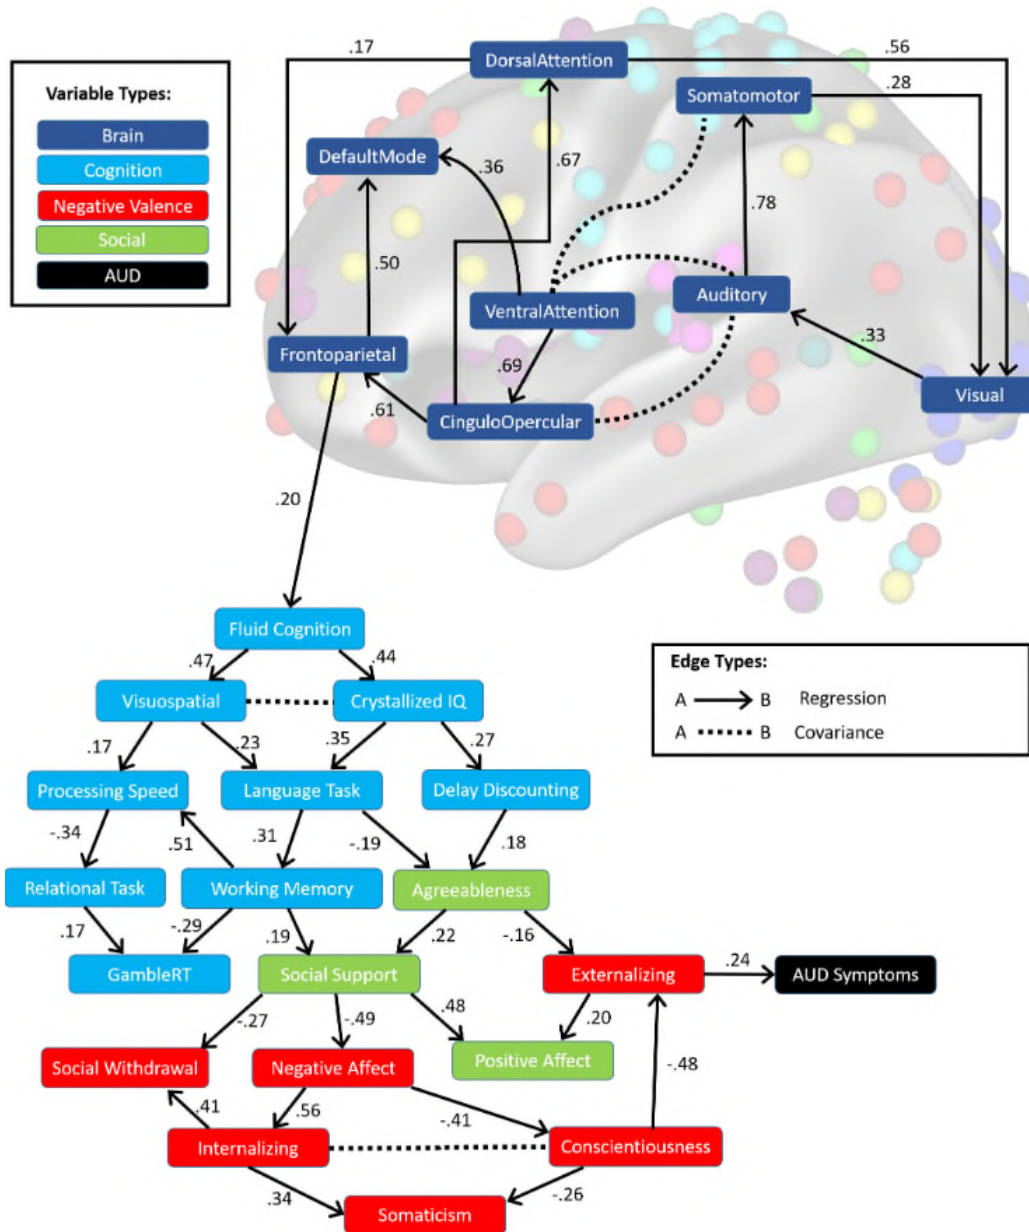 .17
DorsalAttention
.56
Variable Types:
Brain
Cognition
Negative Valence
Social
AUD
Somatomotor
.28
DefaultMode
.36
.67
.78
.50
VentralAttention
Auditory
Frontoparietal
.69
.33
.61
CinguloOpercular
Visual
.20
Fluid Cognition
.47
.44
Edge Types:
A B Regression
A B Covariance
Visuospatial
Crystallized IQ
.17
.23
.35
.27
Processing Speed
Language Task
Delay Discounting
-.34
.51
.31
-.19
.18
Relational Task
Working Memory
Agreeableness
.17
-.29
.19
.22
-.16
GambleRT
Social Support
Externalizing
.24
AUD Symptoms
-.27
-.49
.48
.20
Social Withdrawal
Negative Affect
Positive Affect
-.48
.41
.56
-.41
Internalizing
Conscientiousness
.34
-.26
Somaticism